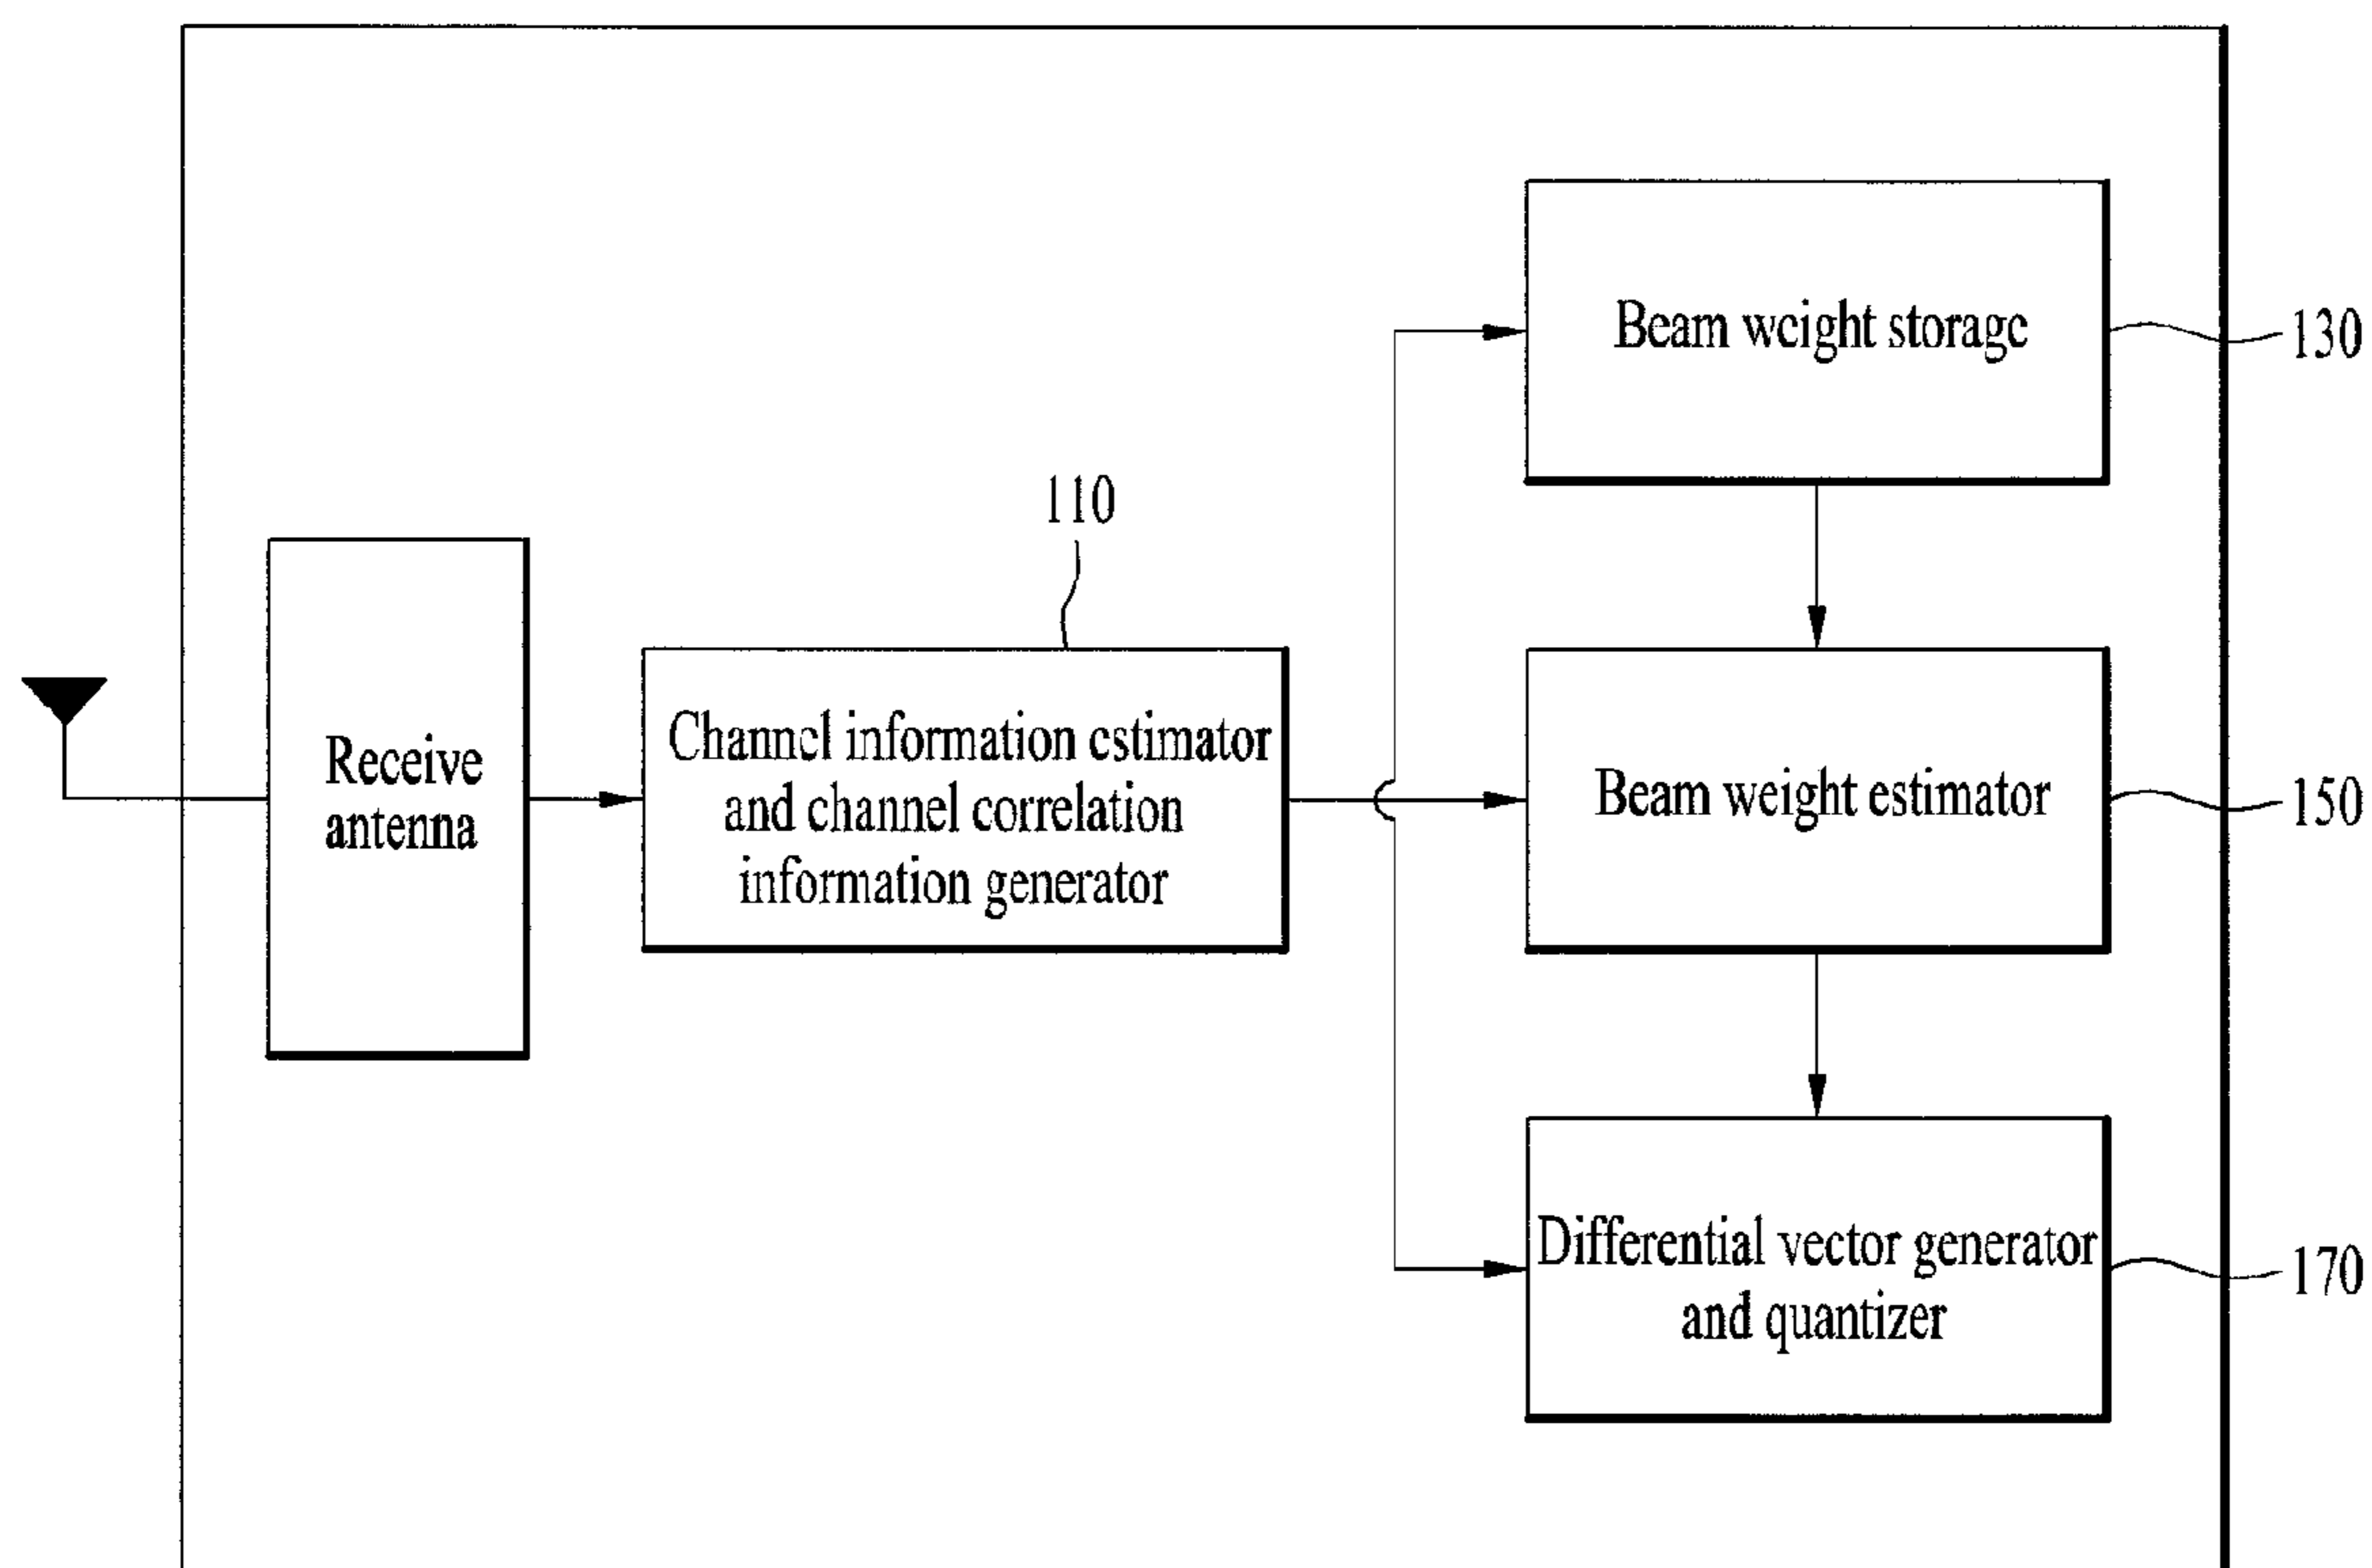 Beam weight storage
130
110
Receive
antenna
Channel information estimator
and channel correlation
information generator
Beam weight estimator
150
Differential vector generator
and quantizer
170